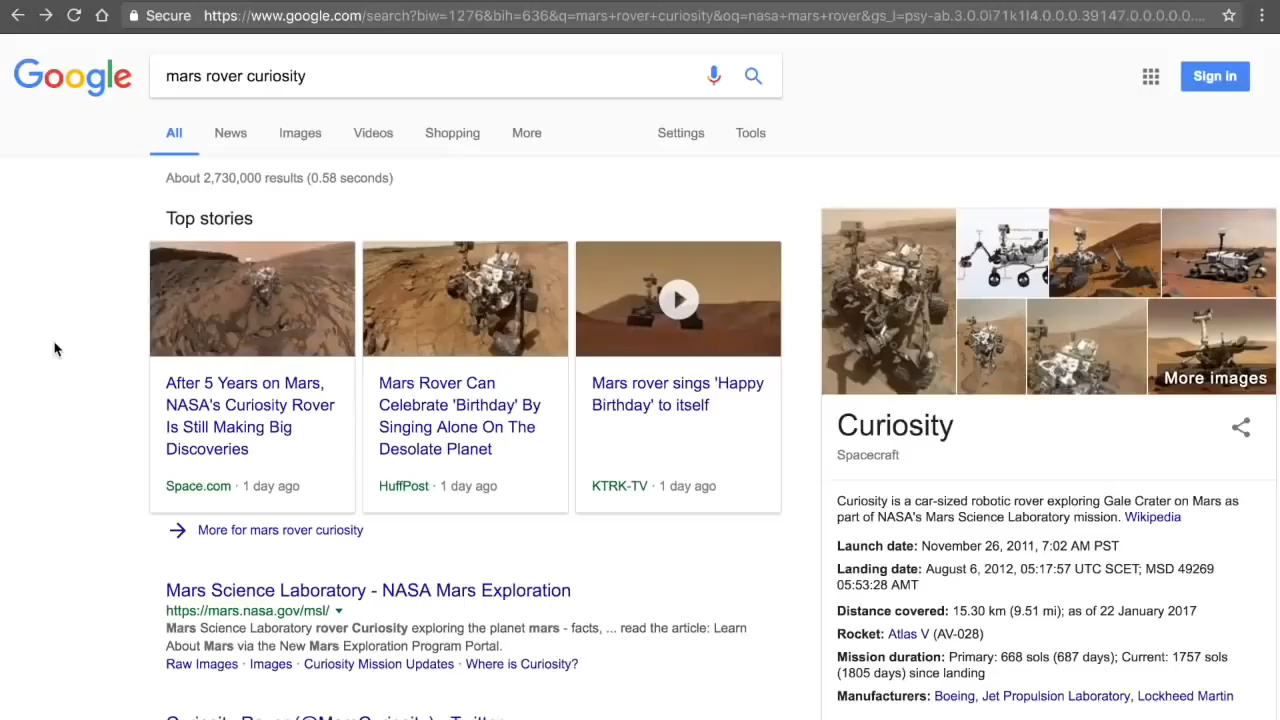 Secure https://www.google.com/search?biw=1276&bih=636&q=mars+rover+curiosity&oq=nasa+mars+rover&gs_l=psy-ab.3.0.0i71k1l4.0.0.0.39147.0.0.0.0.0....
Google
mars rover curiosity
Sign in
All News Images Videos Shopping More Settings Tools
About 2,730,000 results (0.58 seconds)
Top stories
After 5 Years on Mars,
NASA's Curiosity Rover
Is Still Making Big
Discoveries
Space.com · 1 day ago
Mars Rover Can
Celebrate 'Birthday' By
Singing Alone On The
Desolate Planet
HuffPost · 1 day ago
Mars rover sings 'Happy
Birthday' to itself
KTRK-TV · 1 day ago
More for mars rover curiosity
Mars Science Laboratory - NASA Mars Exploration
https://mars.nasa.gov/msl/
Mars Science Laboratory rover Curiosity exploring the planet mars - facts, ... read the article: Learn
About Mars via the New Mars Exploration Program Portal.
Raw Images · Images · Curiosity Mission Updates · Where is Curiosity?
Curiosity Rover (@MarsCuriosity) · Twitter
More images
Curiosity
Spacecraft
Curiosity is a car-sized robotic rover exploring Gale Crater on Mars as
part of NASA's Mars Science Laboratory mission. Wikipedia
Launch date: November 26, 2011, 7:02 AM PST
Landing date: August 6, 2012, 05:17:57 UTC SCET; MSD 49269
05:53:28 AMT
Distance covered: 15.30 km (9.51 mi); as of 22 January 2017
Rocket: Atlas V (AV-028)
Mission duration: Primary: 668 sols (687 days); Current: 1757 sols
(1805 days) since landing
Manufacturers: Boeing, Jet Propulsion Laboratory, Lockheed Martin